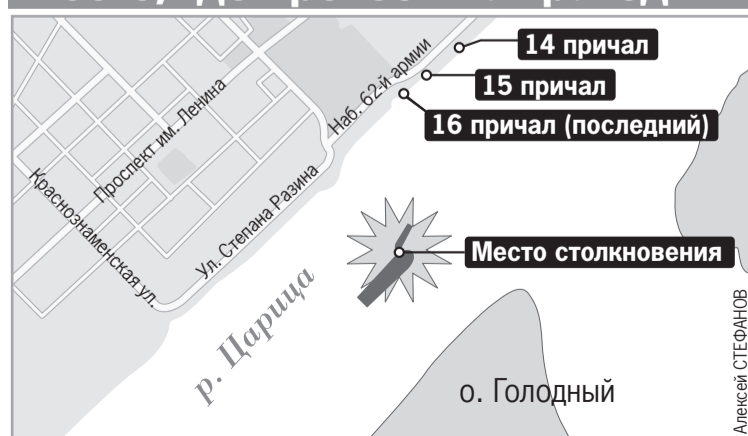 14 причал
15 причал
16 причал (последний)
Наб. 62-й армии
Проспект им. Ленина
Краснознаменская ул.
Ул. Степана Разина
Место столкновения
р. Царица
о. Голодный
Алексей СТЕФАНОВ